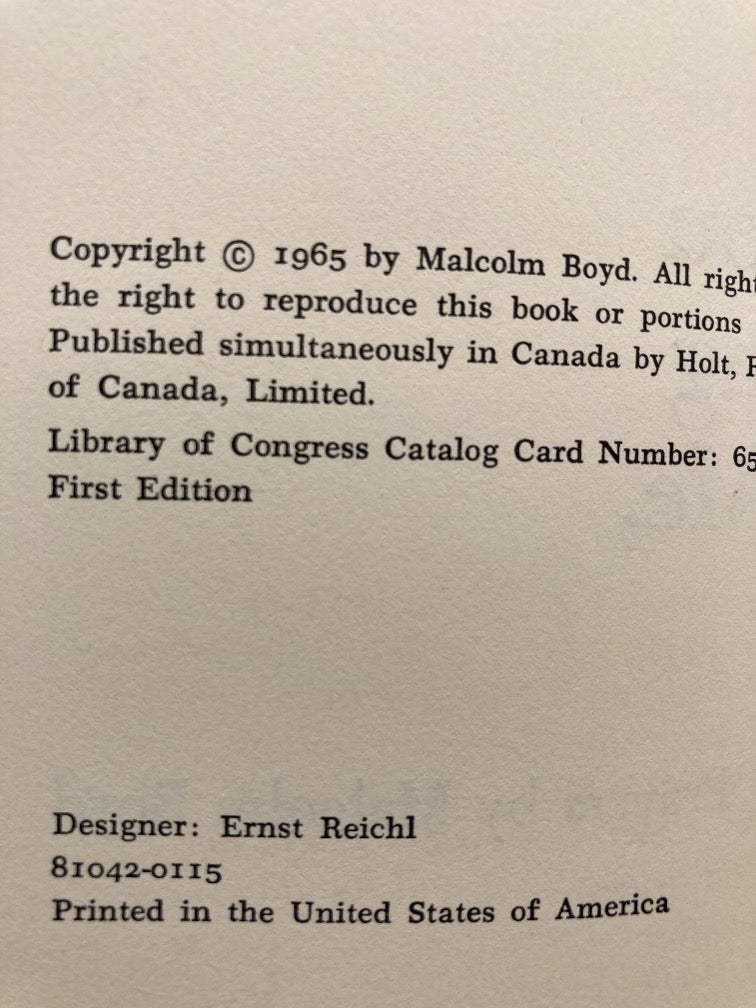 Copyright © 1965 by Malcolm Boyd. All
the right to reproduce this book or portions
Published simultaneously in Canada by Holt,
of Canada, Limited.
Library of Congress Catalog Card Number: 65
First Edition
Designer: Ernst Reichl
81042-0115
Printed in the United States of America